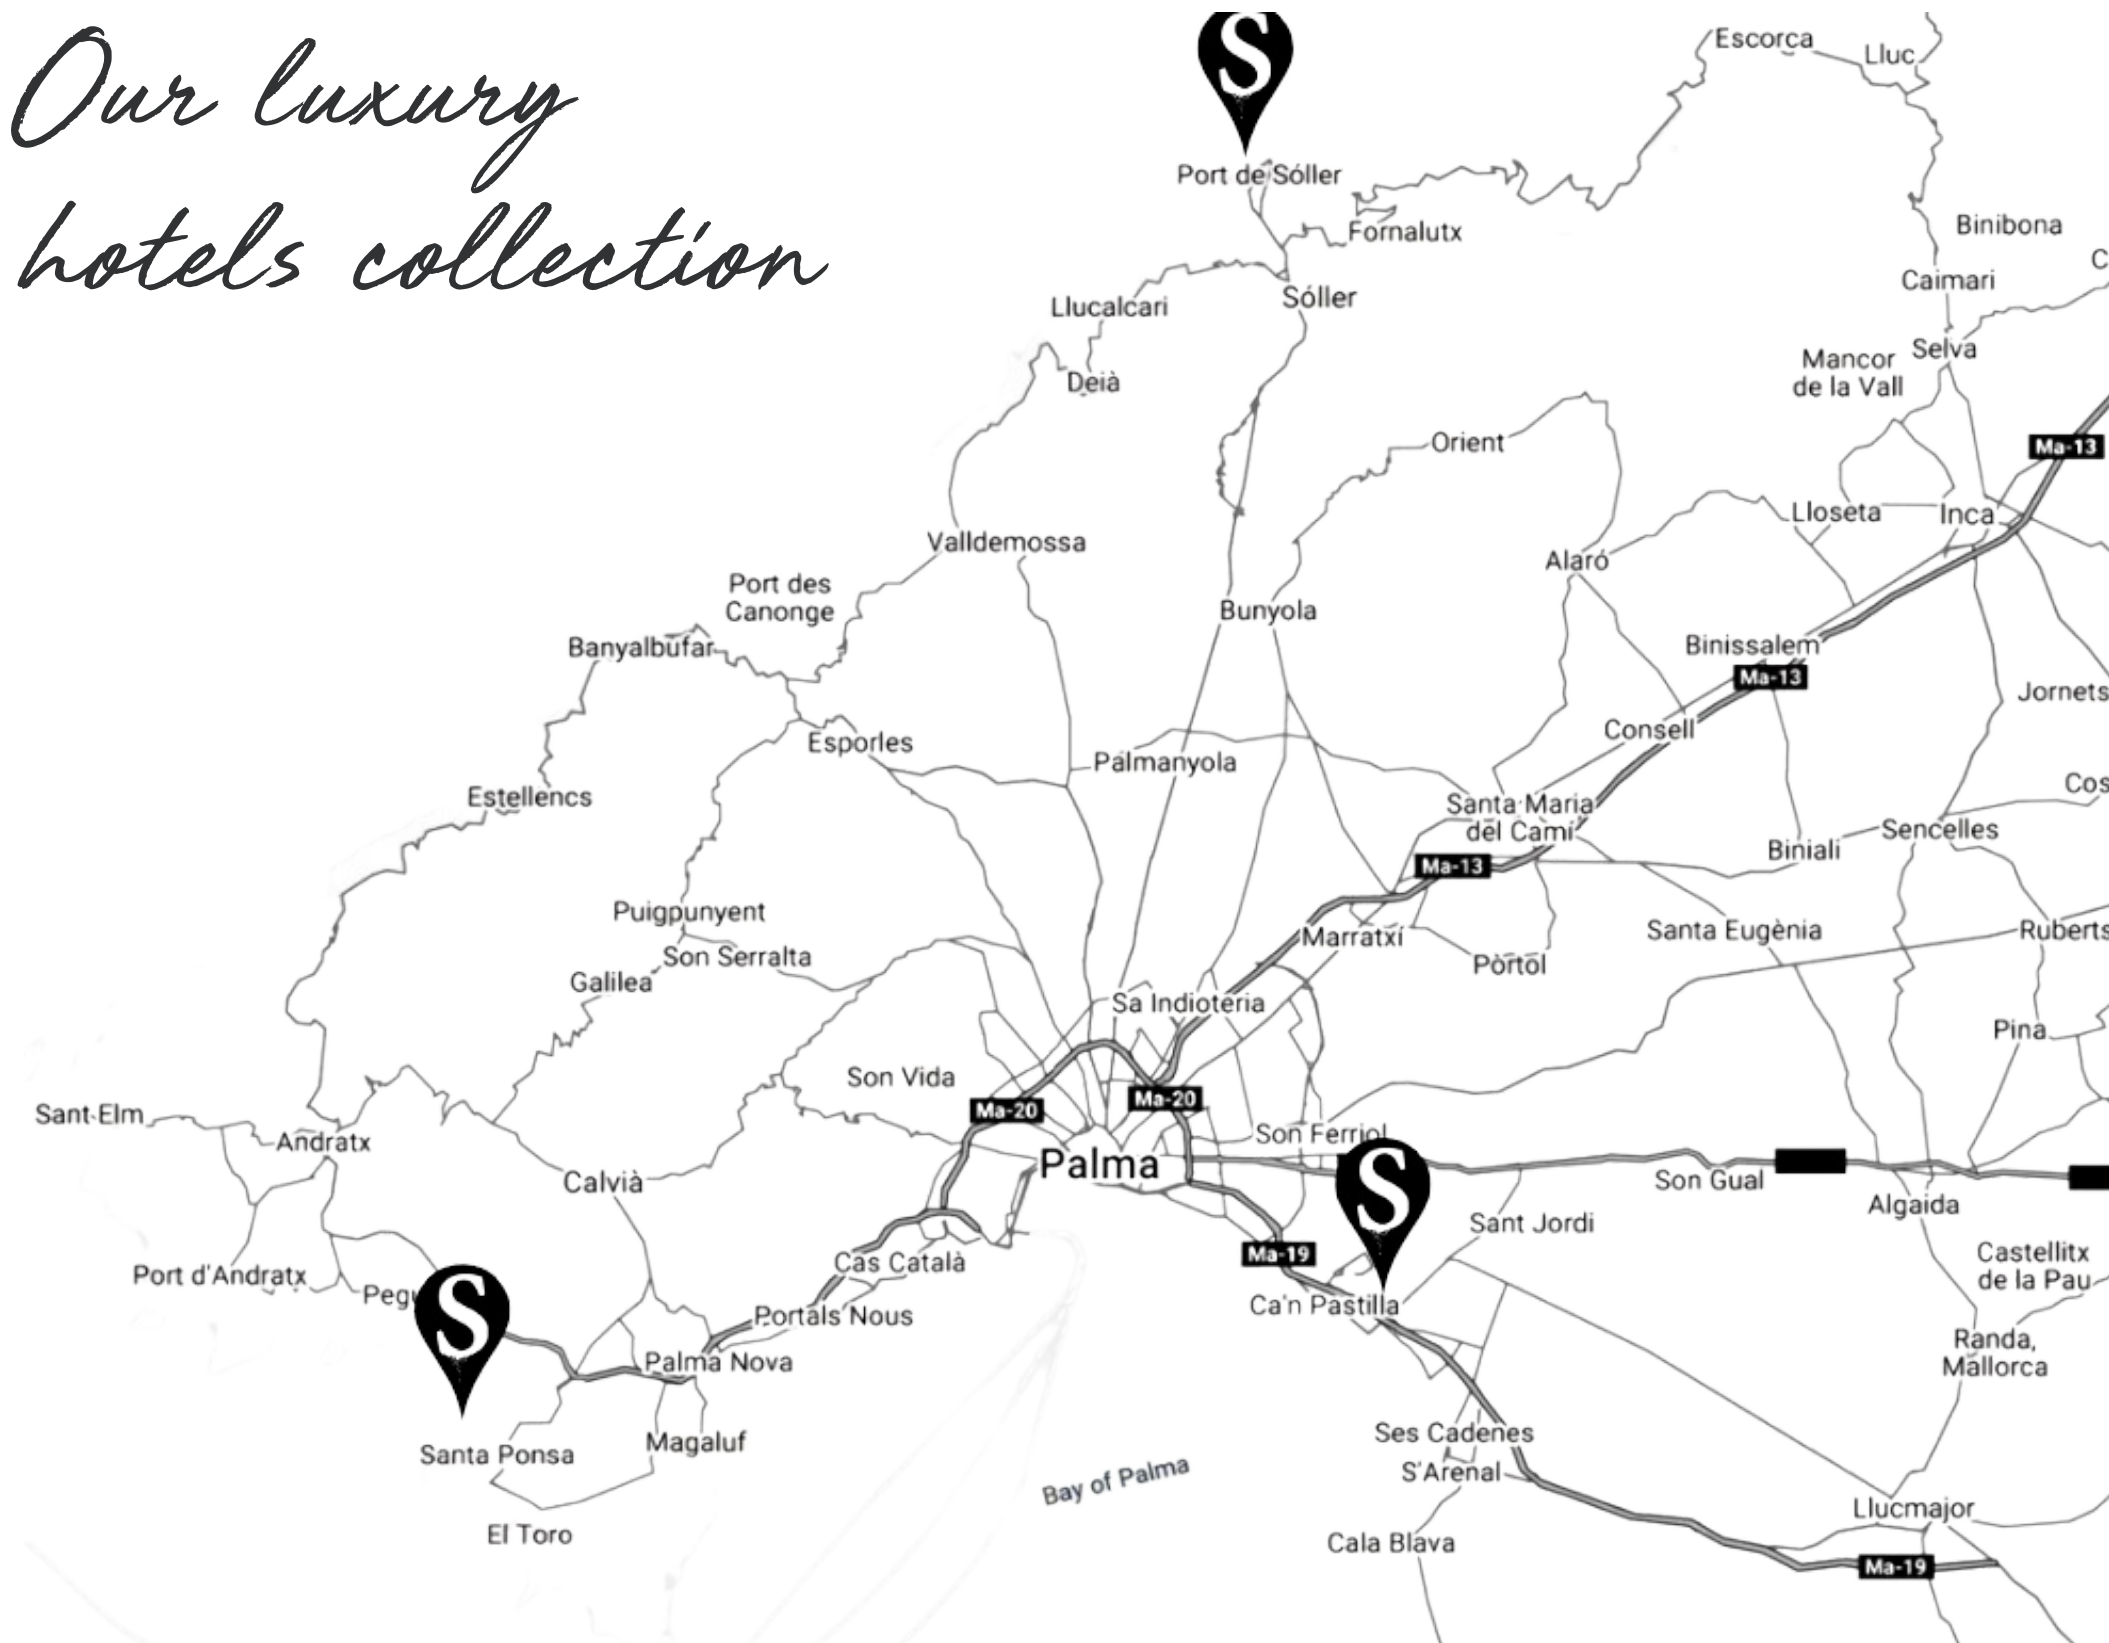 Our luxury
hotels collection
S
Escorca
Lluc
Port de Sóller
Fornalutx
Binibona
Caimari
Sóller
Llucalcari
Selva
Mancor
de la Vall
Deià
Orient
Ma-13
Lloseta
Inca
Valldemossa
Alaró
Port des
Canonge
Bunyola
Banyalbufar
Binissalem
Ma-13
Jornets
Consell
Esporles
Palmanyola
Estellencs
Santa Maria
del Camí
Sencelles
Biniali
Ma-13
Puigpunyent
Santa Eugènia
Ruberts
Marratxí
Son Serralta
Pòrtol
Galilea
Sa Indioteria
Pina
Son Vida
Ma-20
Ma-20
Sant Elm
Andratx
Son Ferriol
Palma
S
Son Gual
Calvià
Algaida
Sant Jordi
Ma-19
Castellitx
de la Pau
Cas Català
Port d'Andratx
S
Ca'n Pastilla
Portals Nous
Randa,
Mallorca
Palma Nova
Ses Cadenes
Magaluf
Santa Ponsa
S'Arenal
Bay of Palma
Llucmajor
El Toro
Cala Blava
Ma-19